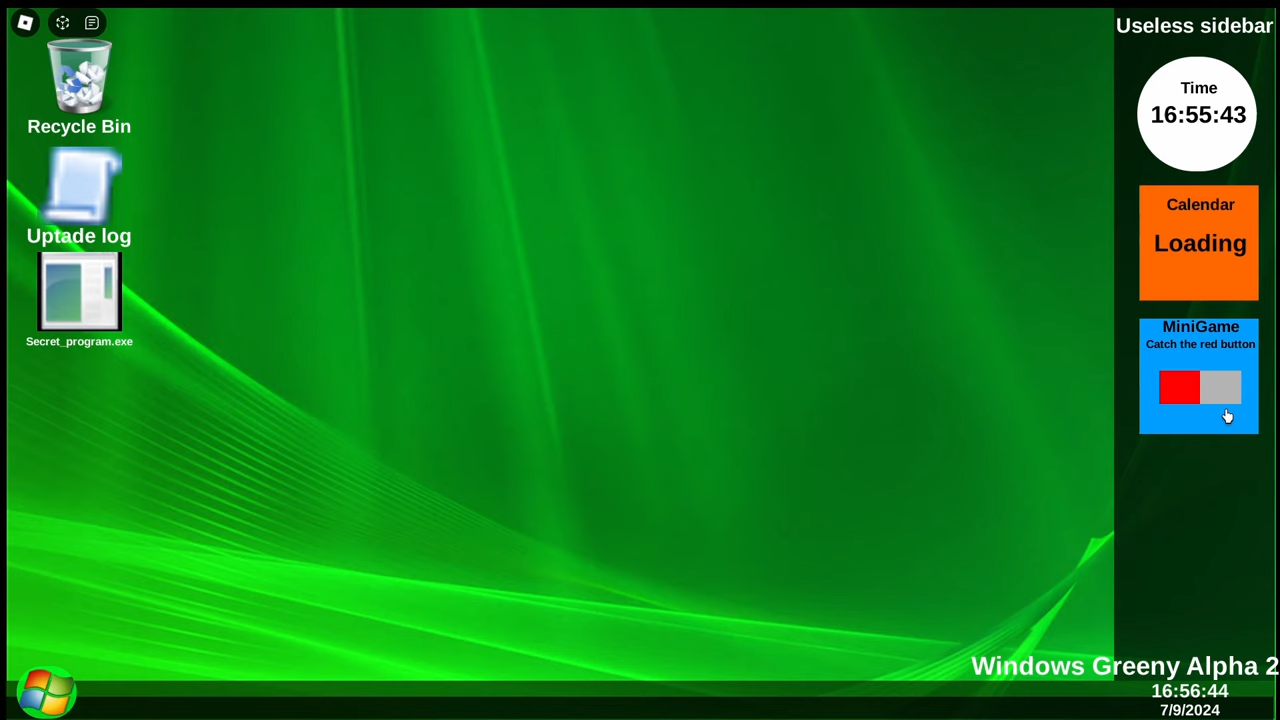 Useless sidebar
Time
16:55:43
Recycle Bin
Calendar
Uptade log
Loading
MiniGame
Secret_program.exe
Catch the red button
Windows Greeny Alpha 2
16:56:44
7/9/2024